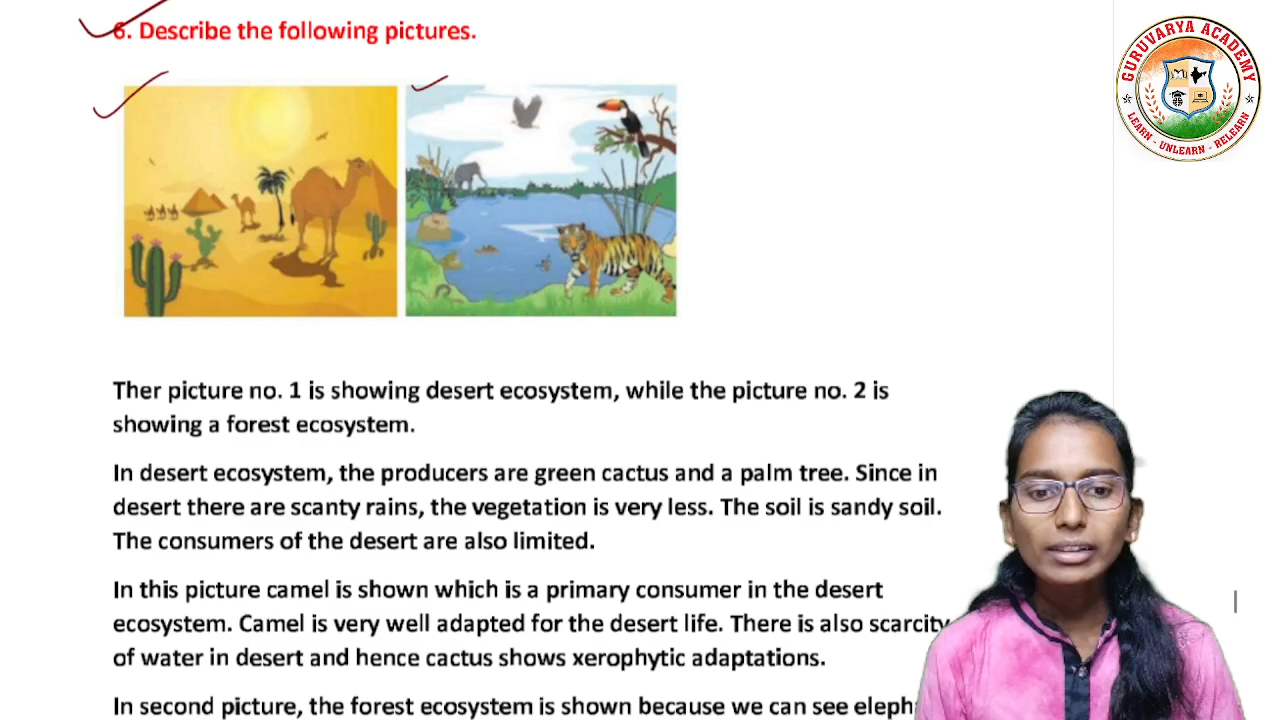 6. Describe the following pictures.
GURUVARYA ACADEMY
LEARN - UNLEARN - RELEARN
Ther picture no. 1 is showing desert ecosystem, while the picture no. 2 is
showing a forest ecosystem.
In desert ecosystem, the producers are green cactus and a palm tree. Since in
desert there are scanty rains, the vegetation is very less. The soil is sandy soil.
The consumers of the desert are also limited.
In this picture camel is shown which is a primary consumer in the desert
ecosystem. Camel is very well adapted for the desert life. There is also scarcity
of water in desert and hence cactus shows xerophytic adaptations.
In second picture, the forest ecosystem is shown because we can see